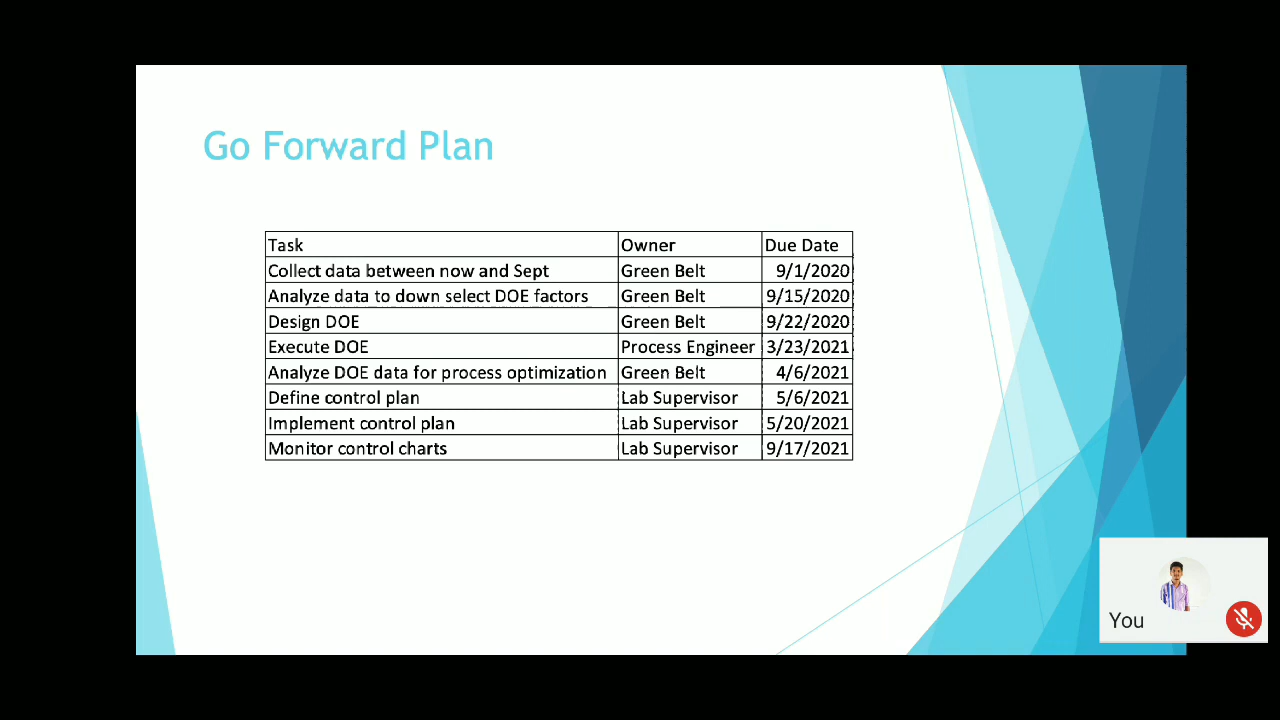 Go Forward Plan
Task Owner Due Date
Collect data between now and Sept Green Belt 9/1/2020
Analyze data to down select DOE factors Green Belt 9/15/2020
Design DOE Green Belt 9/22/2020
Execute DOE Process Engineer 3/23/2021
Analyze DOE data for process optimization Green Belt 4/6/2021
Define control plan Lab Supervisor 5/6/2021
Implement control plan Lab Supervisor 5/20/2021
Monitor control charts Lab Supervisor 9/17/2021
You